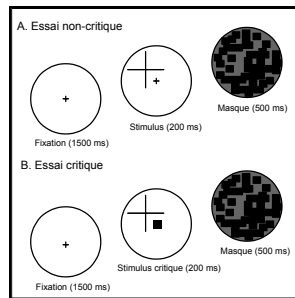 A. Essai non-critique
Masque (500 ms)
Stimulus (200 ms)
Fixation (1500 ms)
B. Essai critique
Masque (500 ms)
Stimulus critique (200 ms)
Fixation (1500 ms)